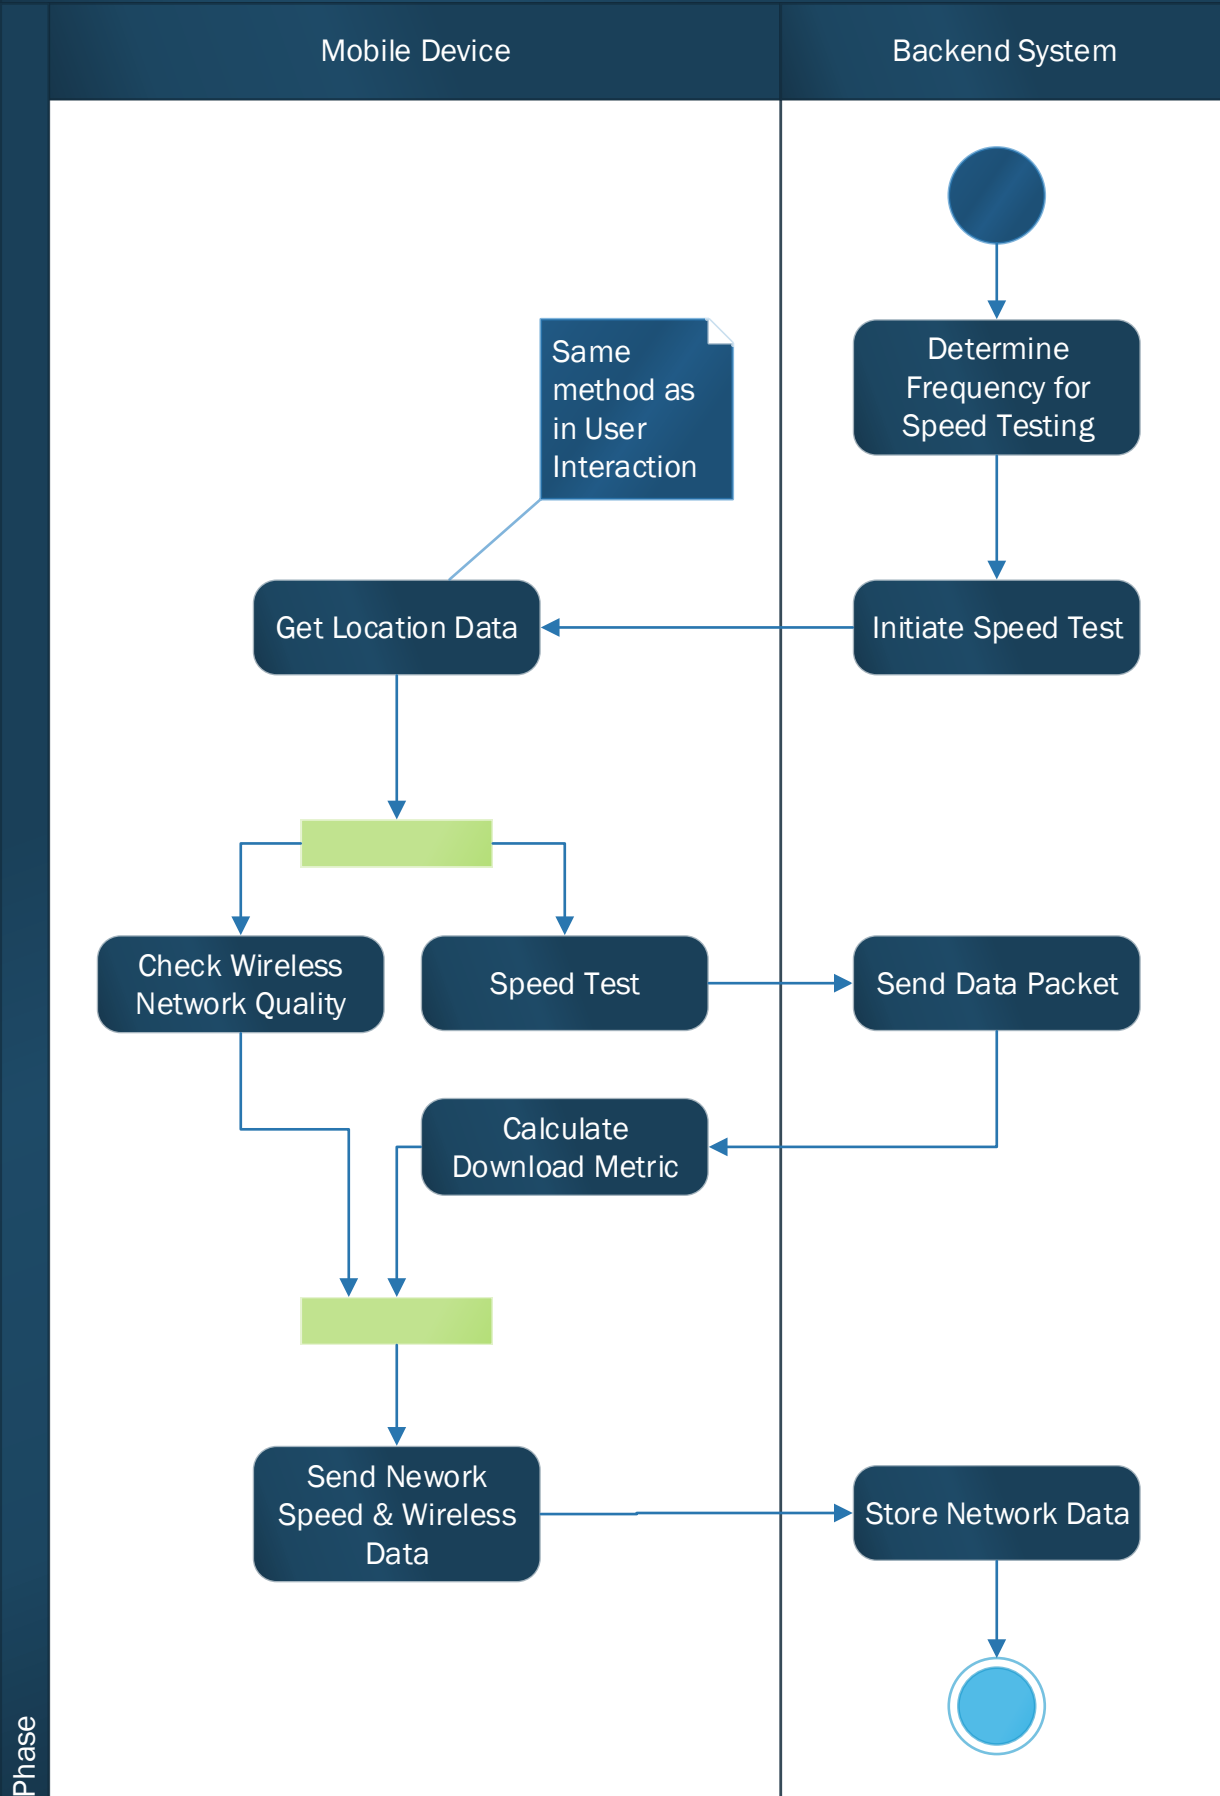 Mobile Device
Backend System
Determine
Frequency for
Speed Testing
Same
method as
in User
Interaction
Get Location Data
Initiate Speed Test
Check Wireless
Network Quality
Speed Test
Send Data Packet
Calculate
Download Metric
Send Nework
Speed & Wireless
Data
Store Network Data
Phase